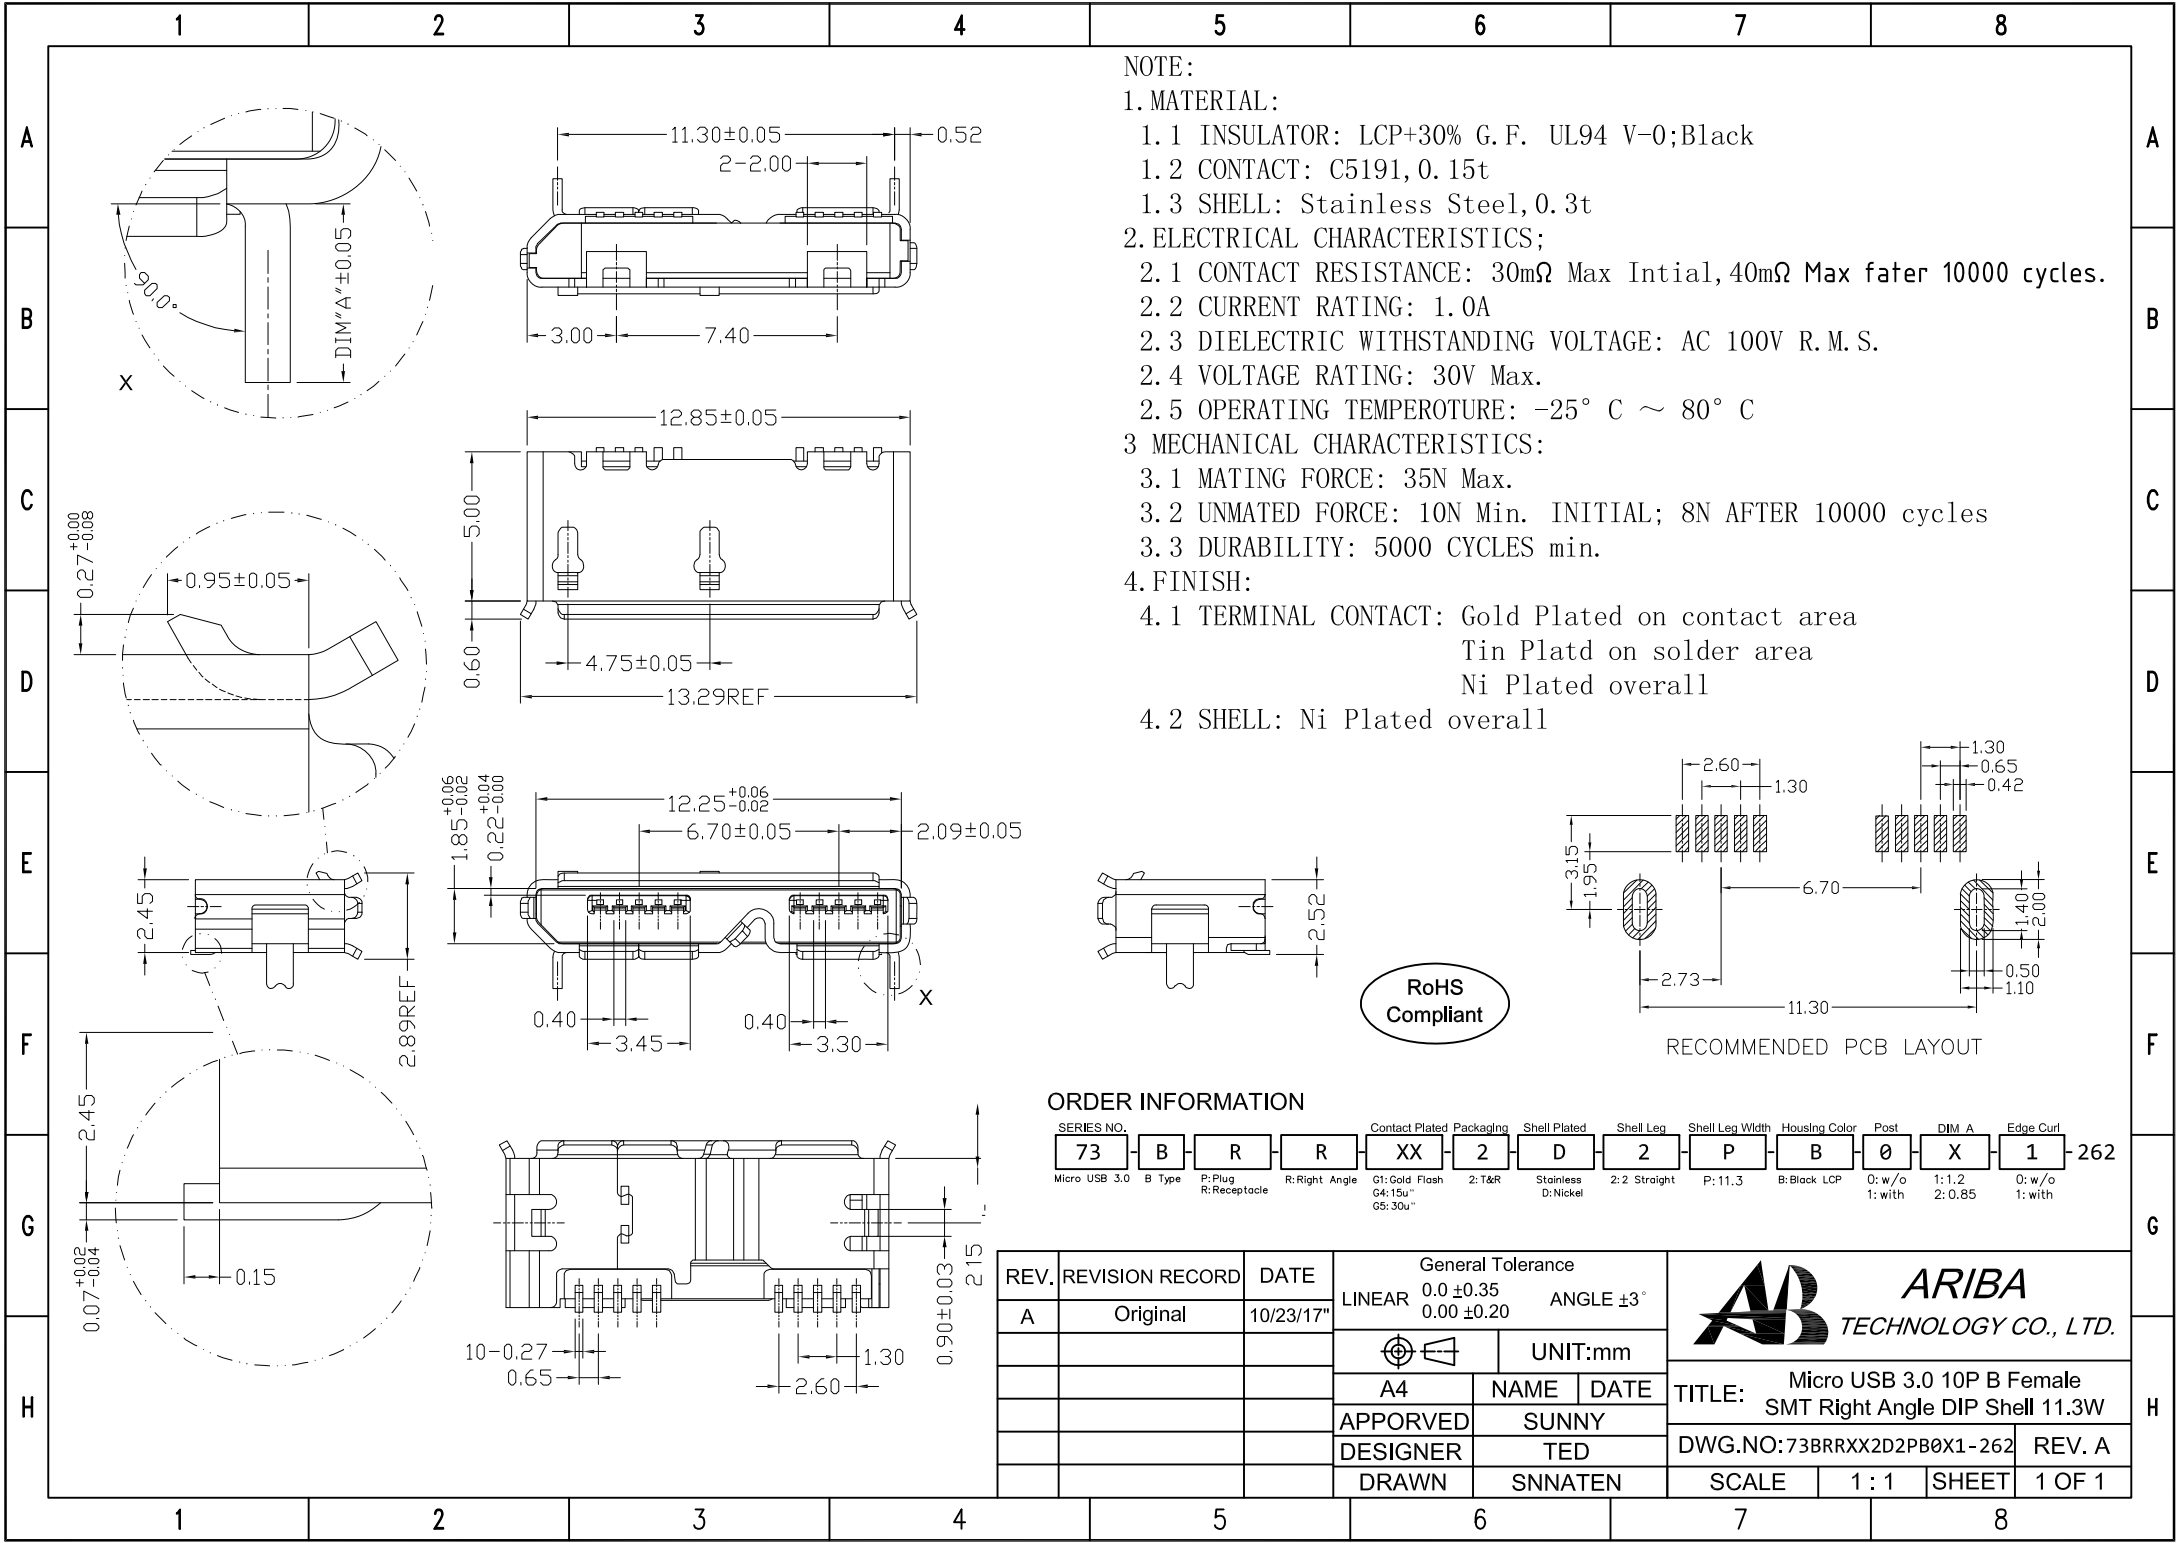 1 2 3 4 5 6 7 8
A A
B B
C C
D D
E E
F F
G G
H H
1 2 3 4 5 6 7 8
90.0°
DIM"A"±0.05
X
11.30±0.05
0.52
2-2.00
3.00
7.40
12.85±0.05
5.00
0.60
4.75±0.05
13.29REF
0.27+0.00-0.08
0.95±0.05
2.45
2.89REF
12.25+0.06-0.02
1.85+0.06-0.02
0.22+0.04-0.00
6.70±0.05
2.09±0.05
0.40
3.45
0.40
3.30
X
2.52
2.45
0.07+0.02-0.04
0.15
10-0.27
0.65
1.30
2.60
0.90±0.03
215
NOTE:
1.MATERIAL:
1.1 INSULATOR: LCP+30% G.F. UL94 V-0;Black
1.2 CONTACT: C5191,0.15t
1.3 SHELL: Stainless Steel,0.3t
2.ELECTRICAL CHARACTERISTICS;
2.1 CONTACT RESISTANCE: 30mΩ Max Intial,40mΩ Max fater 10000 cycles.
2.2 CURRENT RATING: 1.0A
2.3 DIELECTRIC WITHSTANDING VOLTAGE: AC 100V R.M.S.
2.4 VOLTAGE RATING: 30V Max.
2.5 OPERATING TEMPEROTURE: -25° C ～ 80° C
3 MECHANICAL CHARACTERISTICS:
3.1 MATING FORCE: 35N Max.
3.2 UNMATED FORCE: 10N Min. INITIAL; 8N AFTER 10000 cycles
3.3 DURABILITY: 5000 CYCLES min.
4.FINISH:
4.1 TERMINAL CONTACT: Gold Plated on contact area
Tin Platd on solder area
Ni Plated overall
4.2 SHELL: Ni Plated overall
2.60
1.30
1.30
0.65
0.42
3.15
1.95
6.70
1.40
2.00
0.50
1.10
2.73
11.30
RECOMMENDED PCB LAYOUT
RoHS
Compliant
ORDER INFORMATION
SERIES NO. Contact Plated Packaging Shell Plated Shell Leg Shell Leg Width Housing Color Post DIM A Edge Curl
73 - B - R - R - XX - 2 - D - 2 - P - B - 0 - X - 1 -262
Micro USB 3.0
B Type
P:Plug
R:Receptacle
R:Right Angle
G1:Gold Flash
G4:15u"
G5:30u"
2:T&R
Stainless
D:Nickel
2:2 Straight
P:11.3
B:Black LCP
0:w/o
1:with
1:1.2
2:0.85
0:w/o
1:with
REV. REVISION RECORD DATE
A Original 10/23/17"
General Tolerance
LINEAR 0.0 ±0.35
0.00 ±0.20
ANGLE ±3°
UNIT:mm
A4 NAME DATE
APPORVED SUNNY
DESIGNER TED
DRAWN SNNATEN
AB
ARIBA
TECHNOLOGY CO., LTD.
TITLE: Micro USB 3.0 10P B Female
SMT Right Angle DIP Shell 11.3W
DWG.NO:73BRRXX2D2PB0X1-262 REV. A
SCALE 1:1 SHEET 1 OF 1